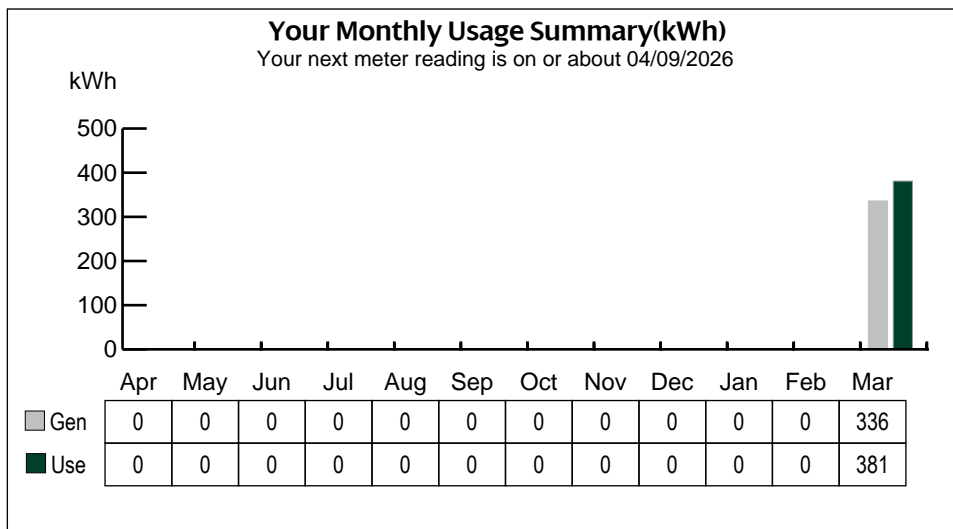 Your Monthly Usage Summary(kWh)
Your next meter reading is on or about 04/09/2026
kWh
500
400
300
200
100
0
Apr May Jun Jul Aug Sep Oct Nov Dec Jan Feb Mar
Gen 0 0 0 0 0 0 0 0 0 0 0 336
Use 0 0 0 0 0 0 0 0 0 0 0 381